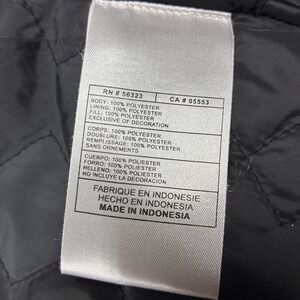 RN # 56323 CA # 05553
BODY: 100% POLYESTER
LINING: 100% POLYESTER
FILL: 100% POLYESTER
EXCLUSIVE OF DECORATION
CORPS: 100% POLYESTER
DOUBLURE: 100% POLYESTER
REMPLISSAGE: 100% POLYESTER
SANS ORNEMENTS
CUERPO: 100% POLIESTER
FORRO: 100% POLIESTER
RELLENO: 100% POLIESTER
NO INCLUYE LA DECORACION
FABRIQUE EN INDONESIE
HECHO EN INDONESIA
MADE IN INDONESIA